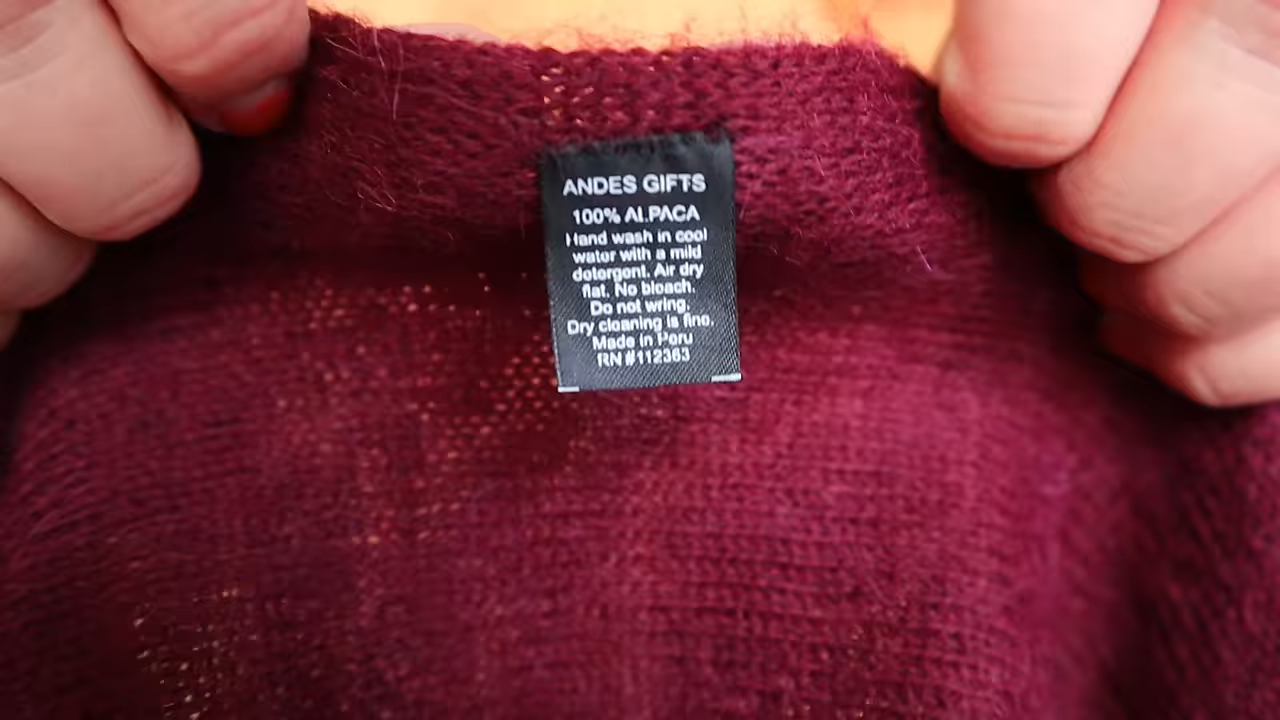 ANDES GIFTS
100% ALPACA
Hand wash in cool
water with a mild
detergent. Air dry
flat. No bleach.
Do not wring.
Dry cleaning is fine.
Made in Peru
RN #112363